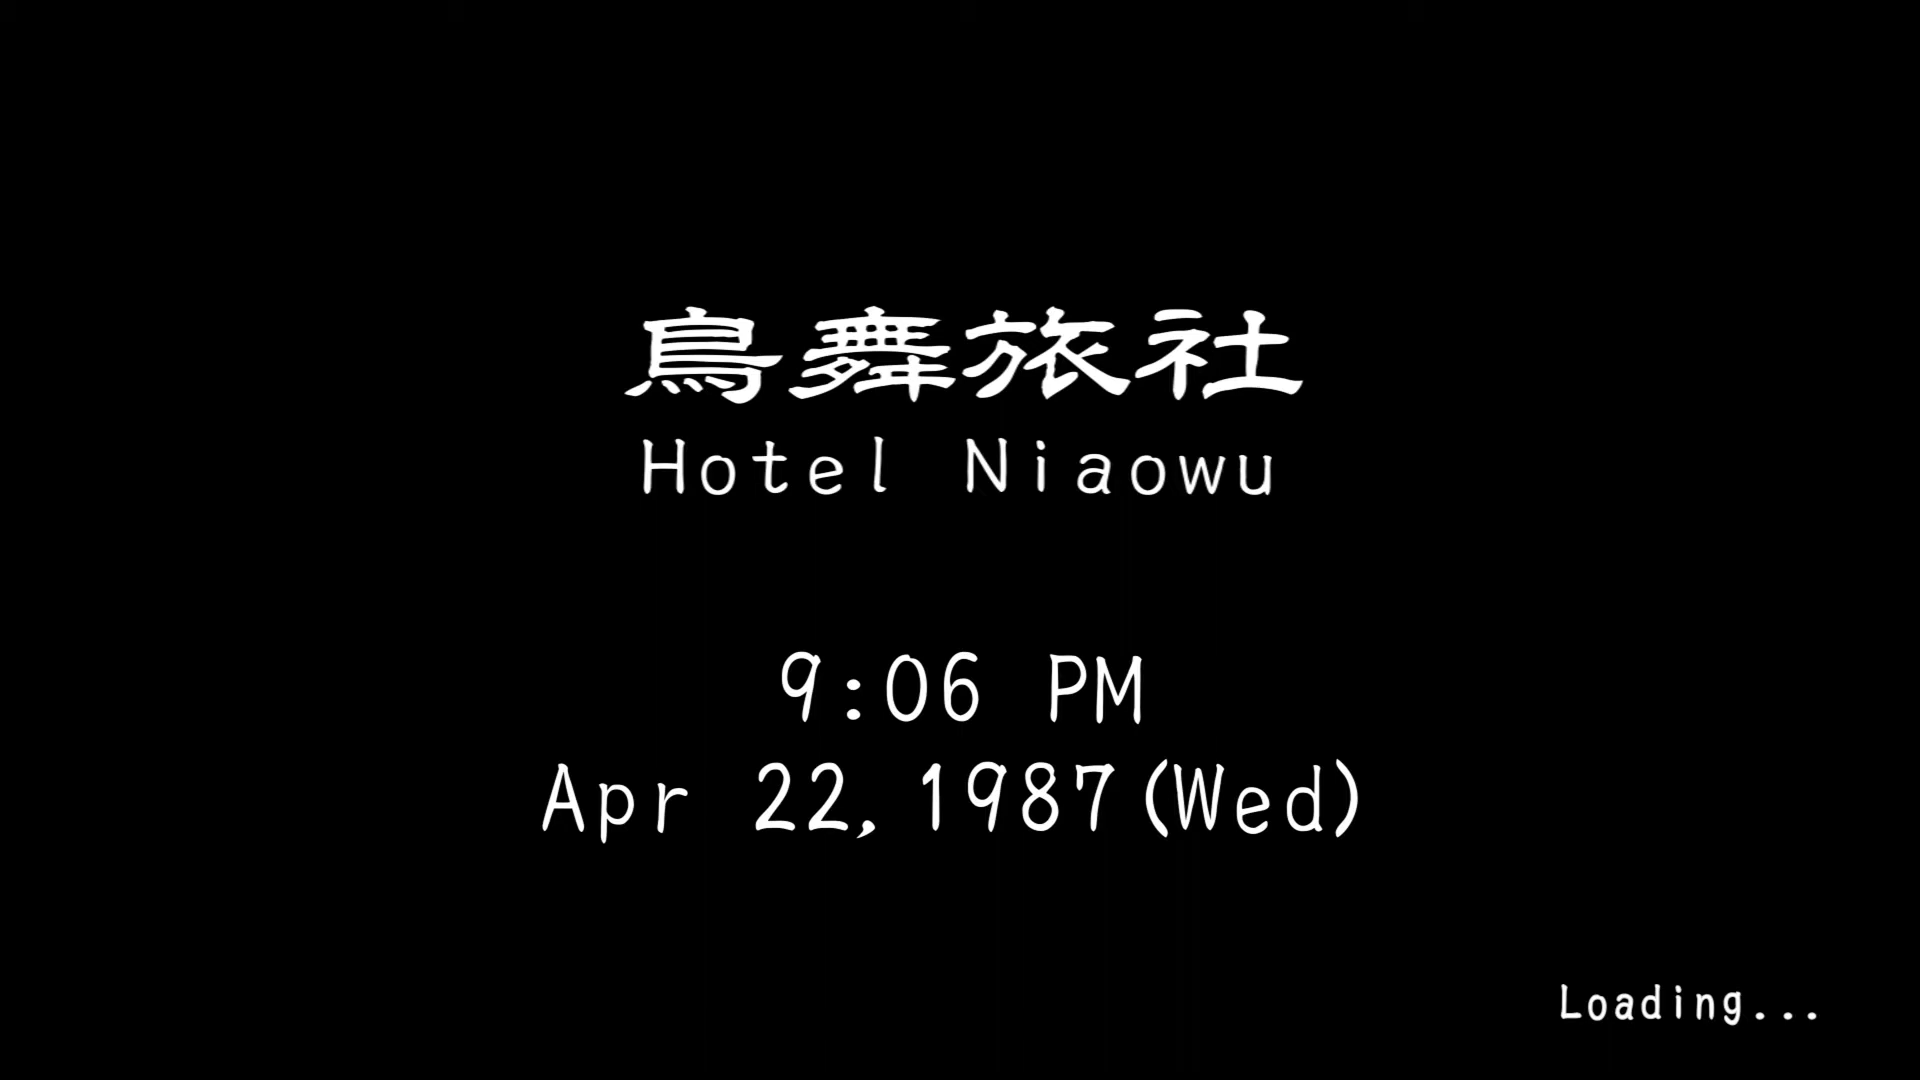 鳥舞旅社
Hotel Niaowu
9:06 PM
Apr 22,1987(Wed)
Loading...